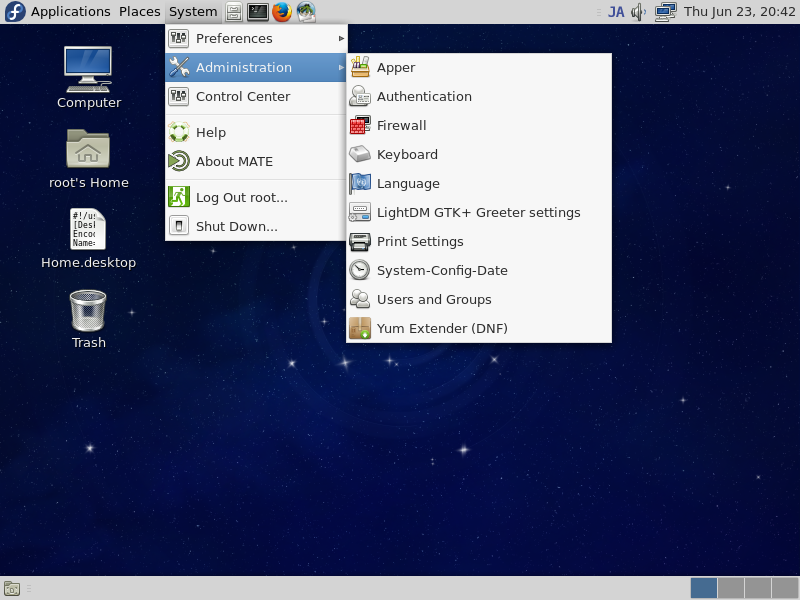 Applications Places System JA Thu Jun 23, 20:42
Preferences
Administration
Control Center
Help
About MATE
Log Out root...
Shut Down...
Apper
Authentication
Firewall
Keyboard
Language
LightDM GTK+ Greeter settings
Print Settings
System-Config-Date
Users and Groups
Yum Extender (DNF)
Computer
root's Home
#!/us
[Desl
Enco
Name=
Home.desktop
Trash